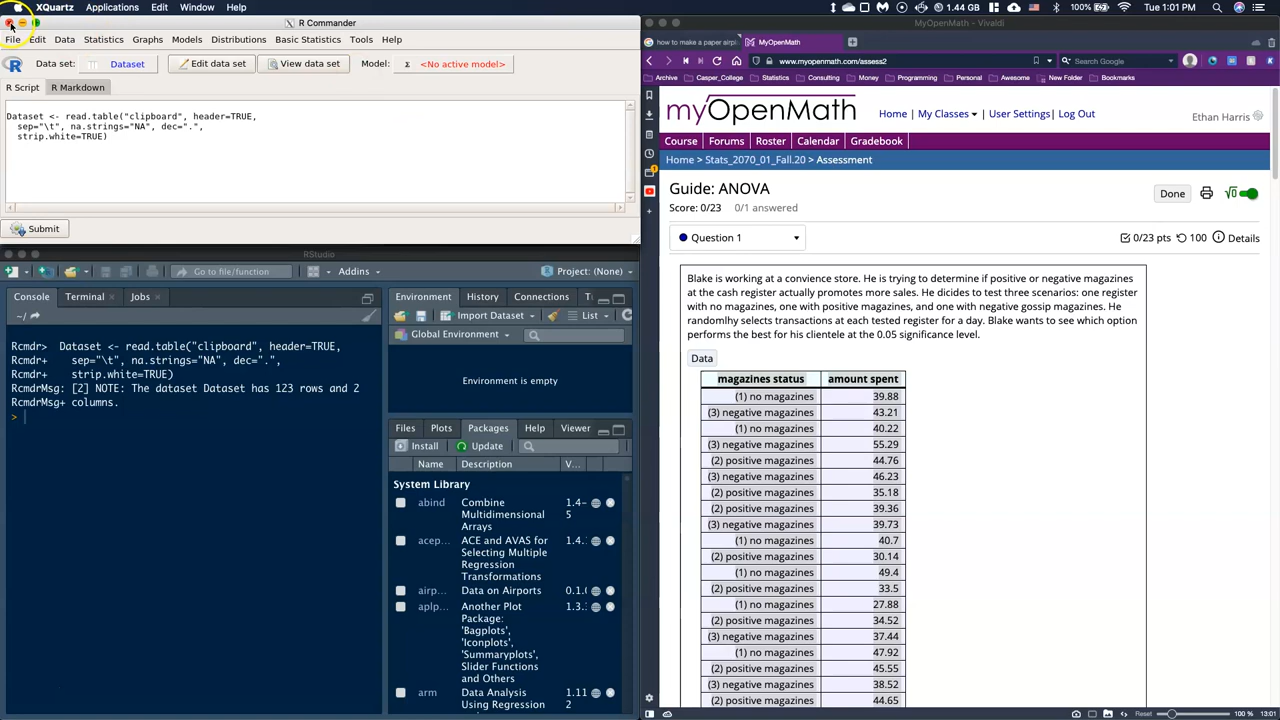 XQuartz Applications Edit Window Help
1.44 GB
Tue 1:01 PM
R Commander
File Edit Data Statistics Graphs Models Distributions Basic Statistics Tools Help
Data set: Dataset Edit data set View data set Model: Σ <No active model>
R Script R Markdown
Dataset <- read.table("clipboard", header=TRUE,
sep="\t", na.strings="NA", dec=".",
strip.white=TRUE)
Submit
RStudio
Go to file/function Addins Project: (None)
Console Terminal Jobs
~/
Rcmdr> Dataset <- read.table("clipboard", header=TRUE,
Rcmdr+ sep="\t", na.strings="NA", dec=".",
Rcmdr+ strip.white=TRUE)
RcmdrMsg: [2] NOTE: The dataset Dataset has 123 rows and 2
RcmdrMsg+ columns.
>
Environment History Connections
Import Dataset List
Global Environment
Environment is empty
Files Plots Packages Help Viewer
Install Update
Name Description V...
System Library
abind Combine Multidimensional Arrays 1.4-5
acep... ACE and AVAS for Selecting Multiple Regression Transformations 1.4.
airp... Data on Airports 0.1.
aplp... Another Plot Package: 'Bagplots', 'Iconplots', 'Summaryplots', Slider Functions and Others 1.3.
arm Data Analysis Using Regression 1.11 2
MyOpenMath - Vivaldi
how to make a paper airpl MyOpenMath
www.myopenmath.com/assess2
Search Google
Archive Casper_College Statistics Consulting Money Programming Personal Awesome New Folder Bookmarks
myOpenMath
Home | My Classes | User Settings | Log Out
Ethan Harris
Course Forums Roster Calendar Gradebook
Home > Stats_2070_01_Fall.20 > Assessment
Guide: ANOVA
Score: 0/23 0/1 answered
Done
Question 1
0/23 pts 100 Details
Blake is working at a convience store. He is trying to determine if positive or negative magazines
at the cash register actually promotes more sales. He dicides to test three scenarios: one register
with no magazines, one with positive magazines, and one with negative gossip magazines. He
randomlhy selects transactions at each tested register for a day. Blake wants to see which option
performs the best for his clientele at the 0.05 significance level.
Data
magazines status amount spent
(1) no magazines 39.88
(3) negative magazines 43.21
(1) no magazines 40.22
(3) negative magazines 55.29
(2) positive magazines 44.76
(3) negative magazines 46.23
(2) positive magazines 35.18
(2) positive magazines 39.36
(3) negative magazines 39.73
(1) no magazines 40.7
(2) positive magazines 30.14
(1) no magazines 49.4
(2) positive magazines 33.5
(1) no magazines 27.88
(2) positive magazines 34.52
(3) negative magazines 37.44
(1) no magazines 47.92
(2) positive magazines 45.55
(3) negative magazines 38.52
(2) positive magazines 44.65
Reset 100 % 13:01